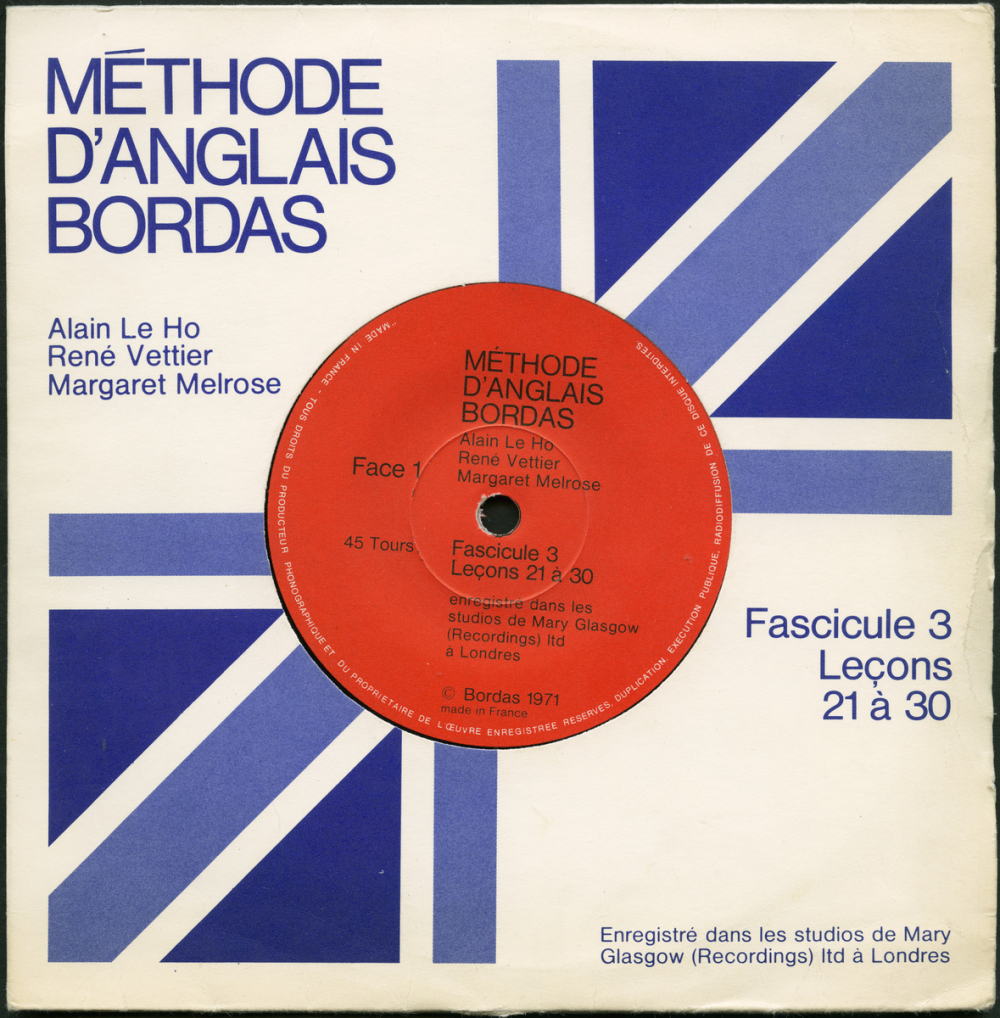 MÉTHODE
D'ANGLAIS
BORDAS
Alain Le Ho
René Vettier
Margaret Melrose
MÉTHODE
D'ANGLAIS
BORDAS
Alain Le Ho
René Vettier
Margaret Melrose
Face 1
45 Tours
Fascicule 3
Leçons 21 à 30
enregistré dans les
studios de Mary Glasgow
(Recordings) ltd
à Londres
© Bordas 1971
made in France
"MADE IN FRANCE - TOUS DROITS DU PRODUCTEUR PHONOGRAPHIQUE ET DU PROPRIETAIRE DE L'ŒUVRE ENREGISTREE RESERVES, DUPLICATION, EXECUTION PUBLIQUE, RADIODIFFUSION DE CE DISQUE INTERDITES
Fascicule 3
Leçons
21 à 30
Enregistré dans les studios de Mary
Glasgow (Recordings) ltd à Londres